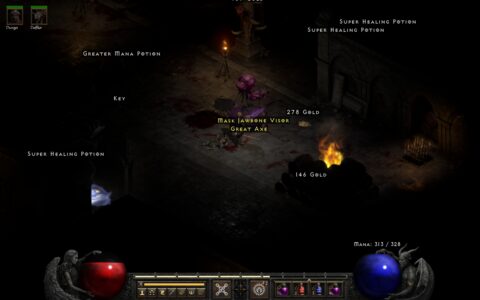 Super Healing Potion
Super Healing Potion
Greater Mana Potion
Key
278 Gold
Mask Jawbone Visor
Great Axe
Super Healing Potion
146 Gold
Mana: 313 / 328